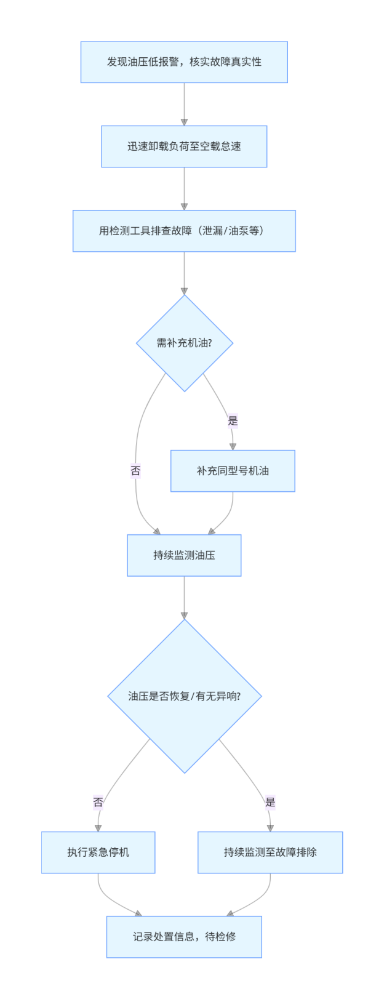 发现油压低报警，核实故障真实性
迅速卸载负荷至空载怠速
用检测工具排查故障（泄漏/油泵等）
需补充机油?
是
否
补充同型号机油
持续监测油压
油压是否恢复/有无异响?
否
是
执行紧急停机
持续监测至故障排除
记录处置信息，待检修